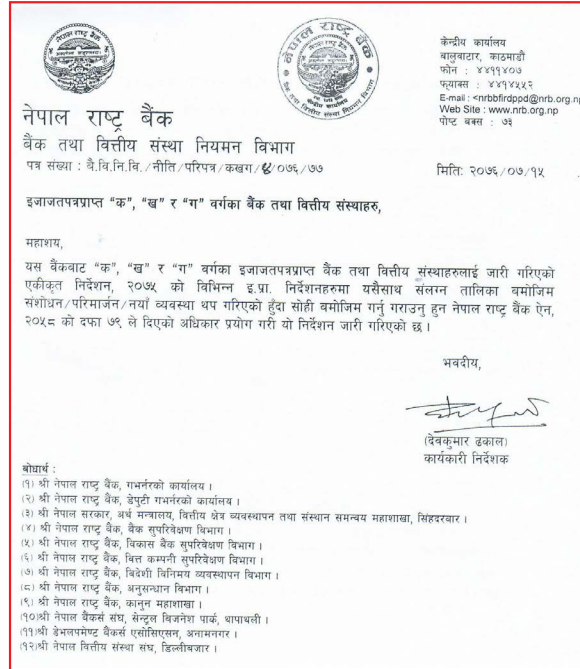 केन्द्रीय कार्यालय
बालुवाटार, काठमाडौं
फोन : ४४११४०७
फ्याक्स : ४४१४५५२
E-mail : <nrbbfirdppd@nrb.org.np
Web Site : www.nrb.org.np
पोष्ट बक्स : ७३
नेपाल राष्ट्र बैंक
नेपाल राष्ट्र बैंक
बैंक तथा वित्तीय संस्था नियमन विभाग
पत्र संख्या : बै.वि.नि.वि./नीति/परिपत्र/कखग/४/०७६/७७
मिति: २०७६/०७/१५
इजाजतपत्रप्राप्त "क", "ख" र "ग" वर्गका बैंक तथा वित्तीय संस्थाहरु,
महाशय,
यस बैंकबाट "क", "ख" र "ग" वर्गका इजाजतपत्रप्राप्त बैंक तथा वित्तीय संस्थाहरुलाई जारी गरिएको
एकीकृत निर्देशन, २०७५ को विभिन्न इ.प्रा. निर्देशनहरुमा यसैसाथ संलग्न तालिका बमोजिम
संशोधन/परिमार्जन/नयाँ व्यवस्था थप गरिएको हुँदा सोही बमोजिम गर्नु गराउनु हुन नेपाल राष्ट्र बैंक ऐन,
२०५८ को दफा ७९ ले दिएको अधिकार प्रयोग गरी यो निर्देशन जारी गरिएको छ ।
भवदीय,
(देवकुमार ढकाल)
कार्यकारी निर्देशक
बोधार्थ :
(१) श्री नेपाल राष्ट्र बैंक, गभर्नरको कार्यालय ।
(२) श्री नेपाल राष्ट्र बैंक, डेपुटी गभर्नरको कार्यालय ।
(३) श्री नेपाल सरकार, अर्थ मन्त्रालय, वित्तीय क्षेत्र व्यवस्थापन तथा संस्थान समन्वय महाशाखा, सिंहदरबार ।
(४) श्री नेपाल राष्ट्र बैंक, बैंक सुपरिवेक्षण विभाग ।
(५) श्री नेपाल राष्ट्र बैंक, विकास बैंक सुपरिवेक्षण विभाग ।
(६) श्री नेपाल राष्ट्र बैंक, वित्त कम्पनी सुपरिवेक्षण विभाग ।
(७) श्री नेपाल राष्ट्र बैंक, विदेशी विनिमय व्यवस्थापन विभाग ।
(८) श्री नेपाल राष्ट्र बैंक, अनुसन्धान विभाग ।
(९) श्री नेपाल राष्ट्र बैंक, कानून महाशाखा ।
(१०)श्री नेपाल बैंकर्स संघ, सेन्ट्रल बिजनेश पार्क, थापाथली ।
(११)श्री डेभलपमेण्ट बैंकर्स एसोसिएसन, अनामनगर ।
(१२)श्री नेपाल वित्तीय संस्था संघ, डिल्लीबजार ।